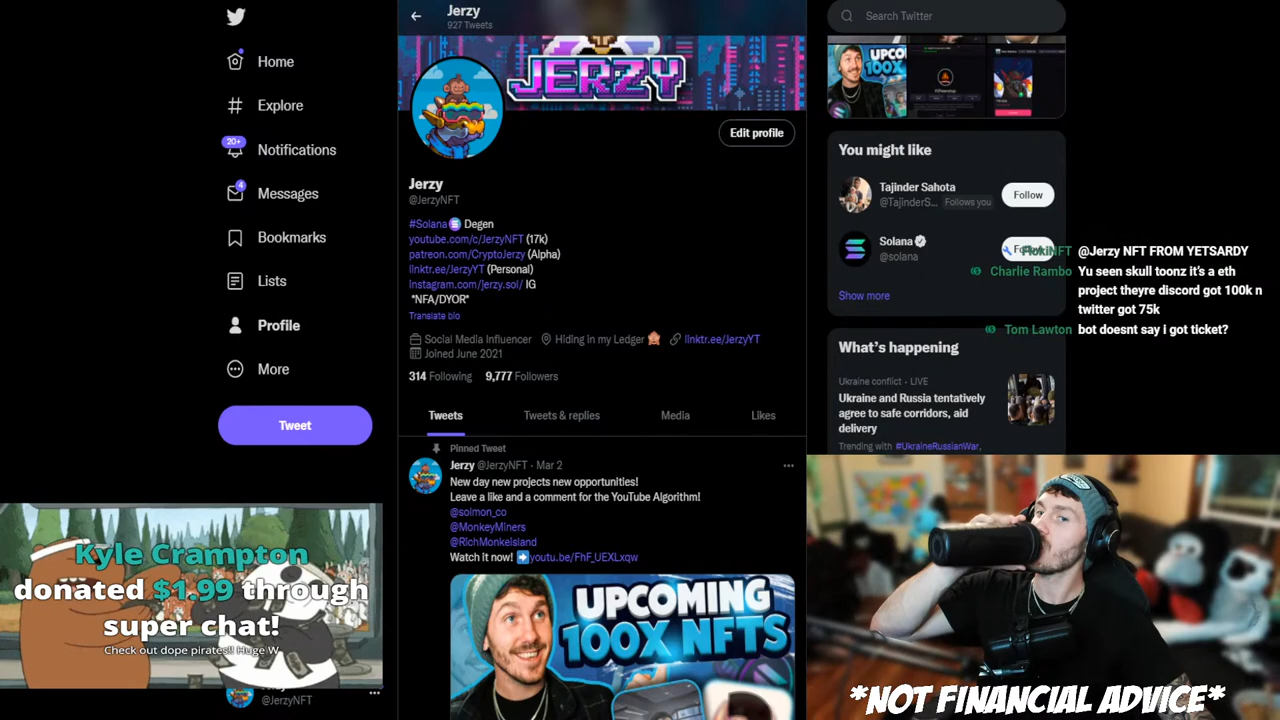 Home
Explore
20+
Notifications
4
Messages
Bookmarks
Lists
Profile
More
Tweet
Kyle Crampton
donated $1.99 through
super chat!
Check out dope pirates!! Huge W
@JerzyNFT
Jerzy
927 Tweets
JERZY
Edit profile
Jerzy
@JerzyNFT
#Solana Degen
youtube.com/c/JerzyNFT (17k)
patreon.com/CryptoJerzy (Alpha)
linktr.ee/JerzyYT (Personal)
instagram.com/jerzy.sol/ IG
*NFA/DYOR*
Translate bio
Social Media Influencer Hiding in my Ledger linktr.ee/JerzyYT
Joined June 2021
314 Following 9,777 Followers
Tweets Tweets & replies Media Likes
Pinned Tweet
Jerzy @JerzyNFT · Mar 2
New day new projects new opportunities!
Leave a like and a comment for the YouTube Algorithm!
@solmon_co
@MonkeyMiners
@RichMonkeisland
Watch it now! youtu.be/FhF_UEXLxqw
UPCOMING
100X NFTS
Search Twitter
UPCO
100X
You might like
Tajinder Sahota
@TajinderS... Follows you
Follow
Solana
@solana
Show more
What's happening
Ukraine conflict · LIVE
Ukraine and Russia tentatively
agree to safe corridors, aid
delivery
Trending with #UkraineRussianWar,
@Jerzy NFT FROM YETSARDY
Charlie Rambo Yu seen skull toonz it's a eth
project theyre discord got 100k n
twitter got 75k
Tom Lawton bot doesnt say i got ticket?
*NOT FINANCIAL ADVICE*